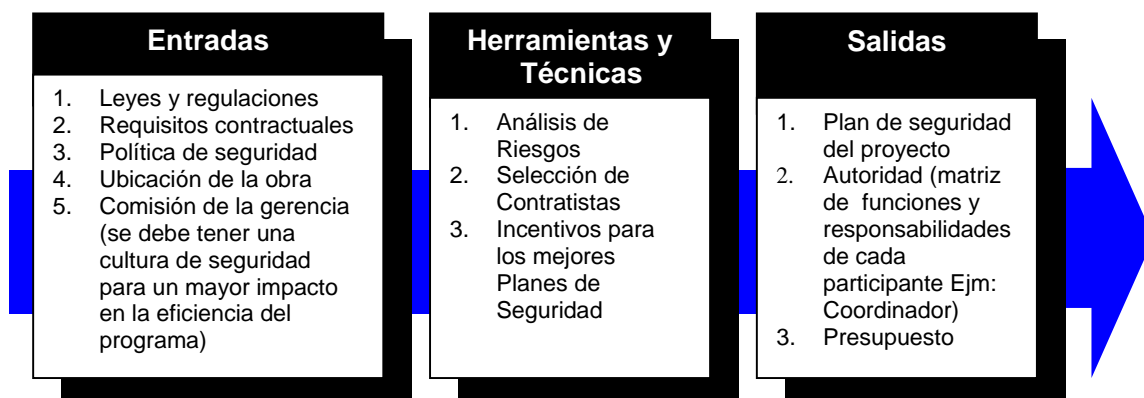 Entradas
1. Leyes y regulaciones
2. Requisitos contractuales
3. Política de seguridad
4. Ubicación de la obra
5. Comisión de la gerencia
(se debe tener una
cultura de seguridad
para un mayor impacto
en la eficiencia del
programa)
Herramientas y
Técnicas
1. Análisis de
Riesgos
2. Selección de
Contratistas
3. Incentivos para
los mejores
Planes de
Seguridad
Salidas
1. Plan de seguridad
del proyecto
2. Autoridad (matriz
de funciones y
responsabilidades
de cada
participante Ejm:
Coordinador)
3. Presupuesto